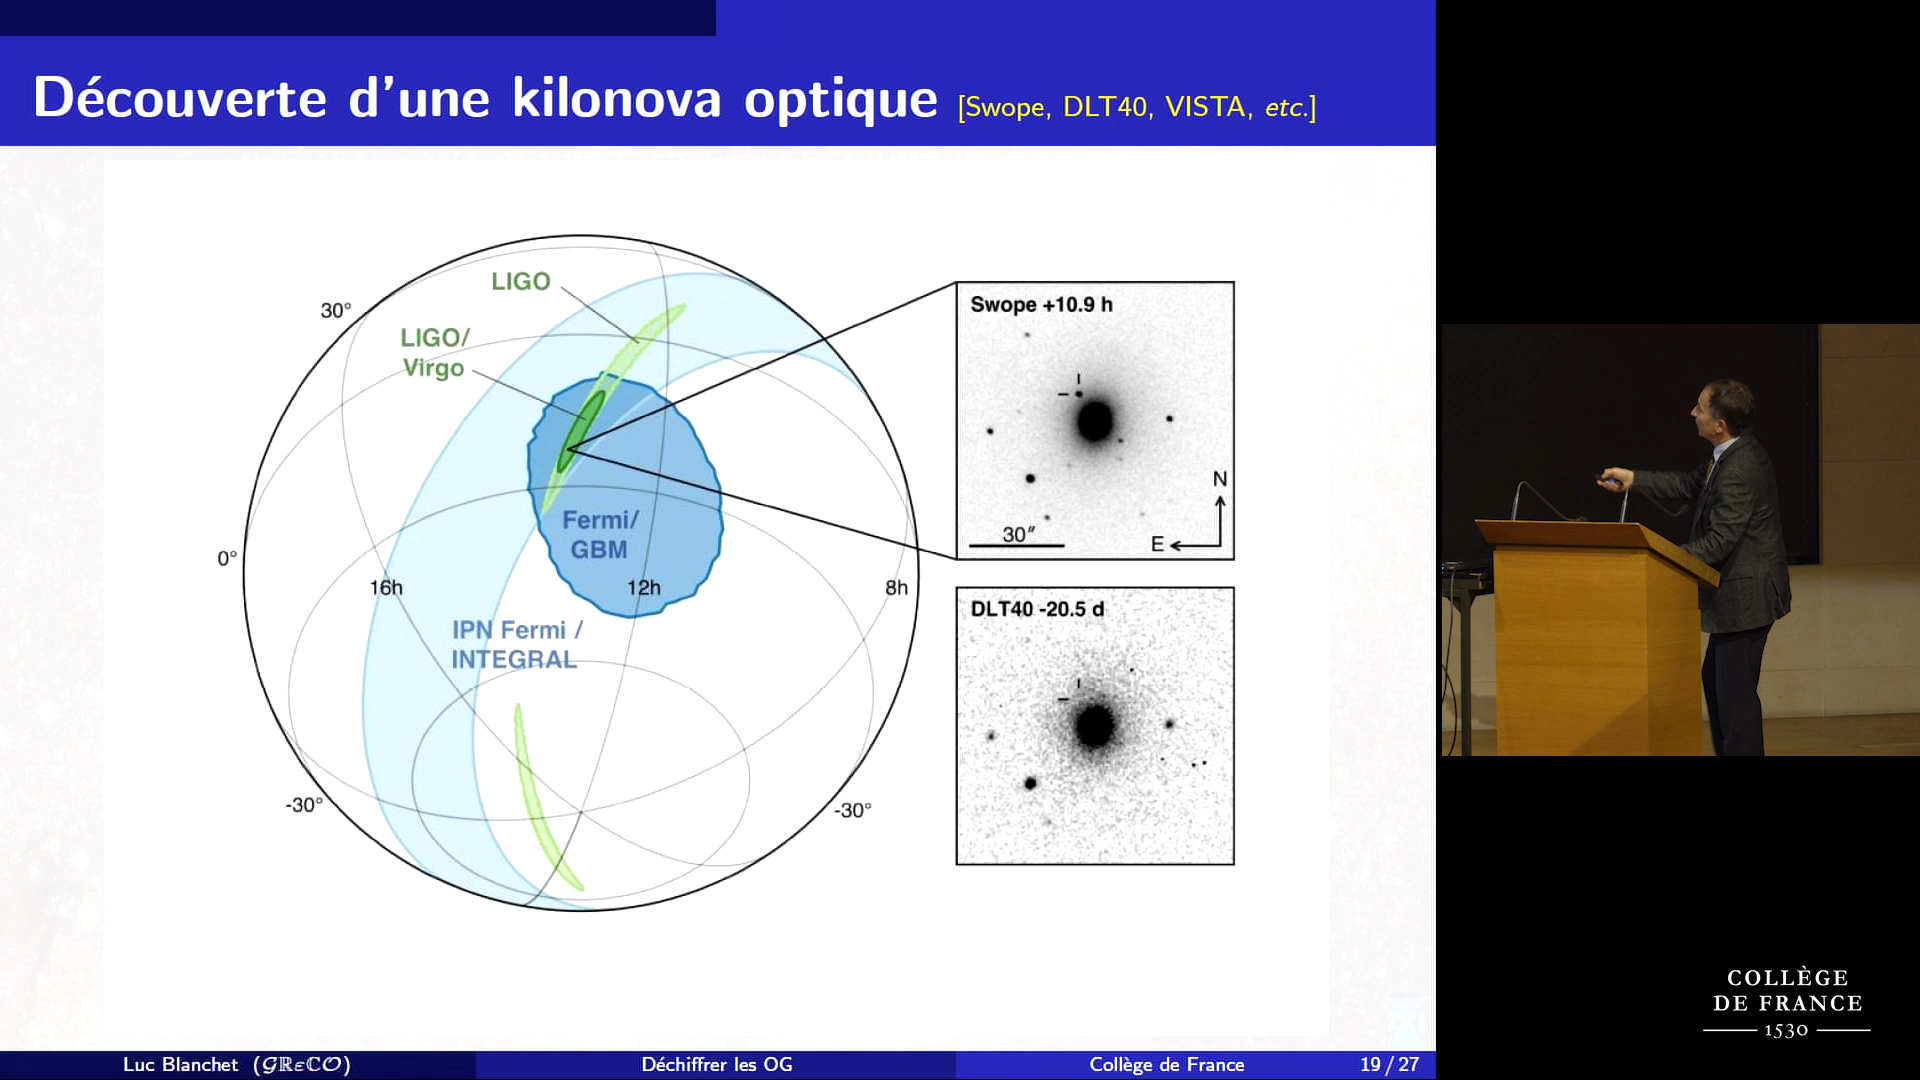 Découverte d'une kilonova optique [Swope, DLT40, VISTA, etc.]
LIGO
30°
LIGO/
Virgo
Swope +10.9 h
N
Fermi/
GBM
30"
E
0°
16h
12h
8h
DLT40 -20.5 d
IPN Fermi /
INTEGRAL
-30°
-30°
Luc Blanchet (GRεCO)
Déchiffrer les OG
Collège de France
19 / 27
COLLÈGE
DE FRANCE
1530